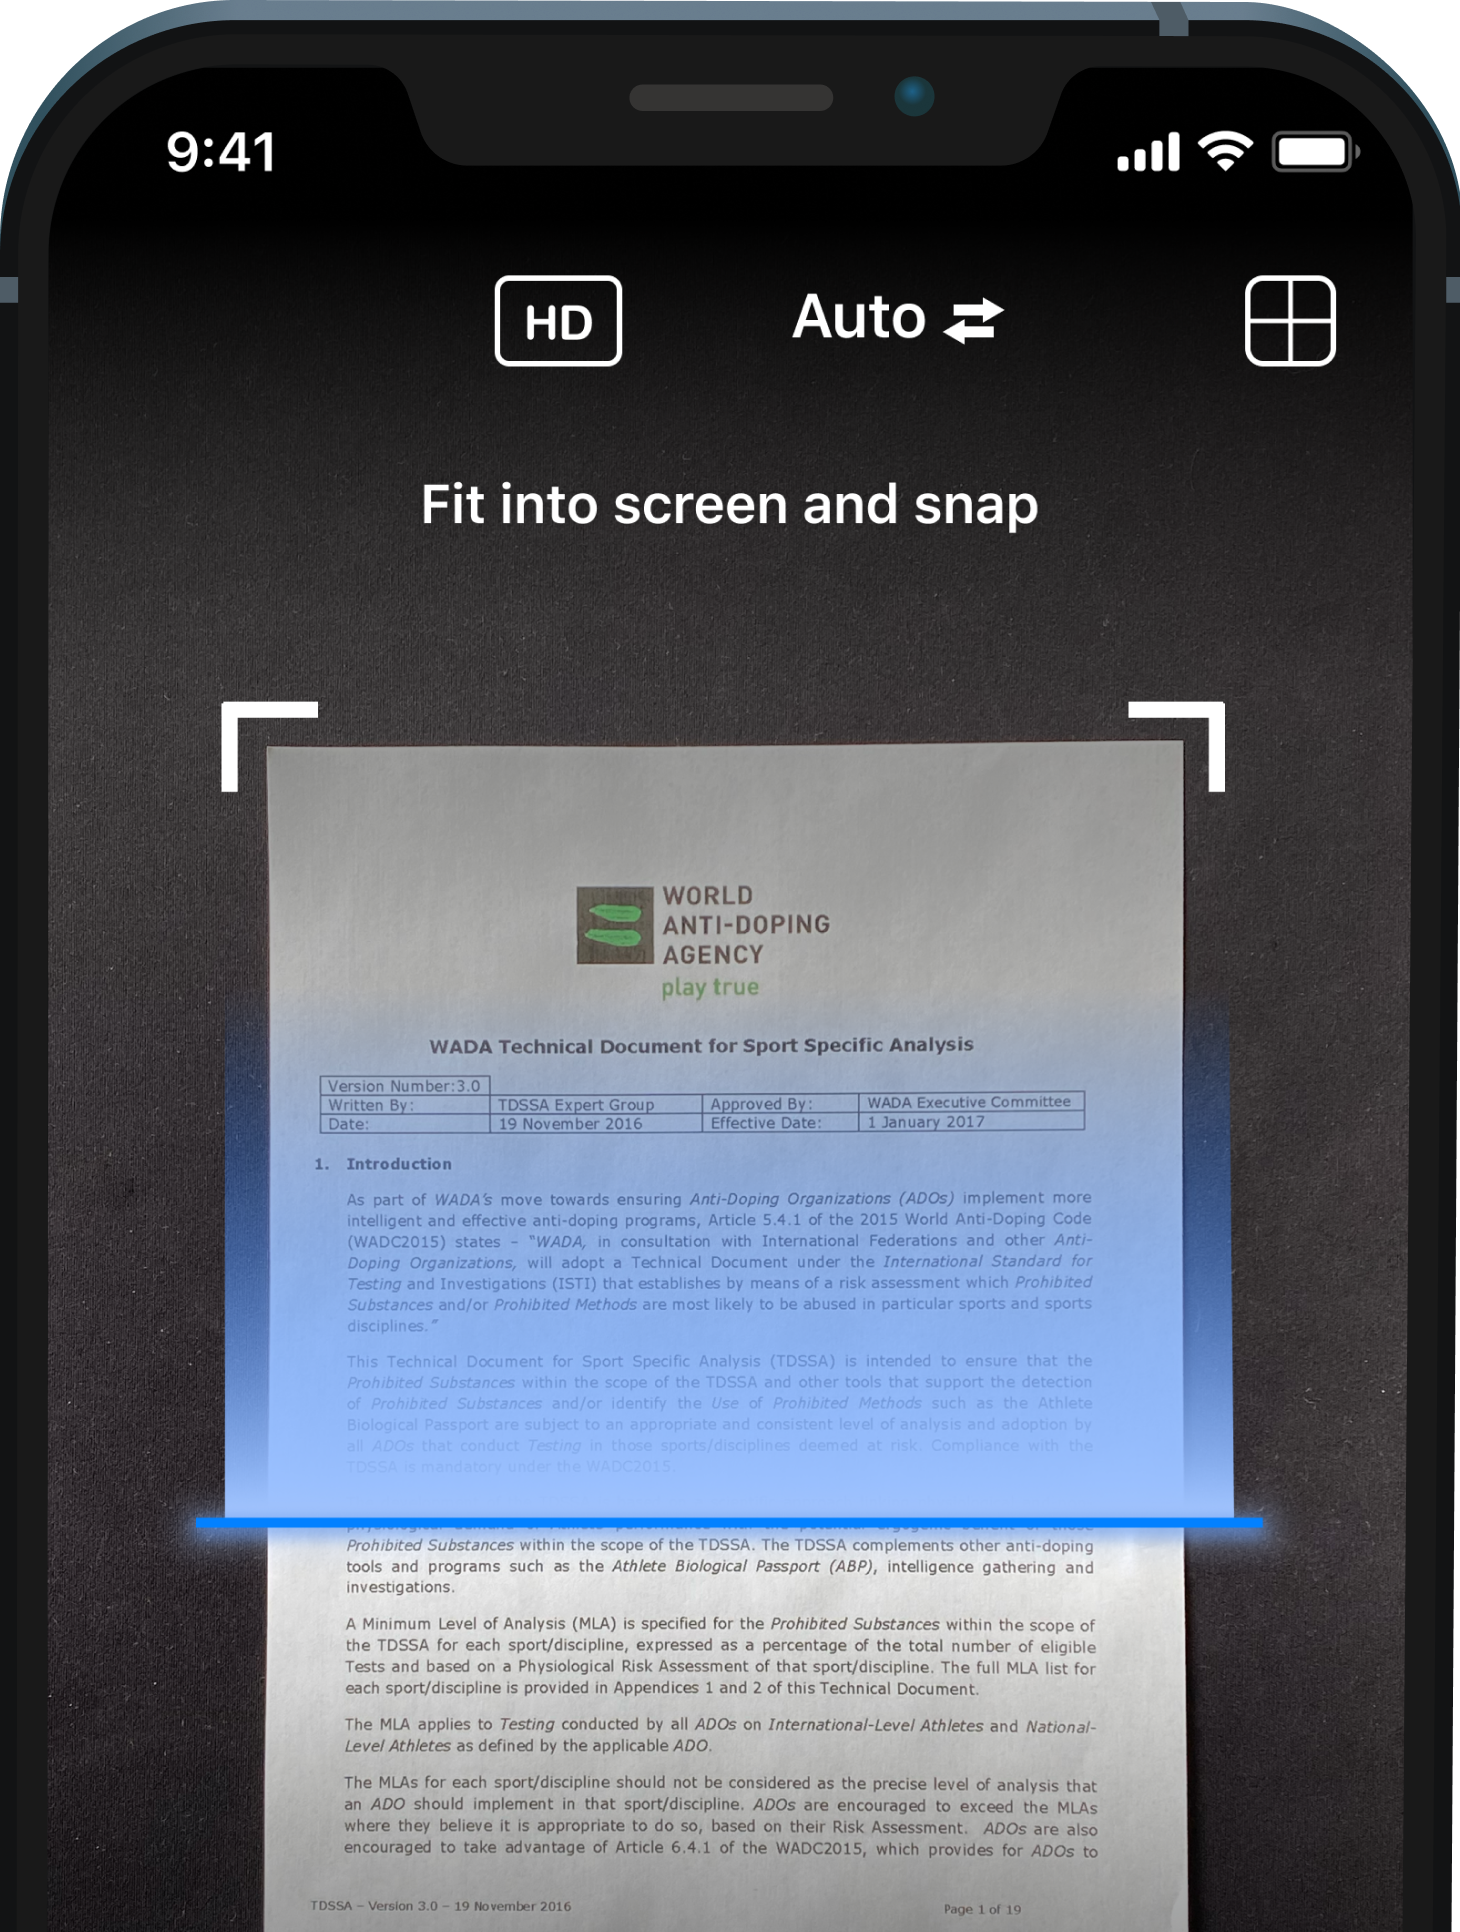 9:41
HD
Auto
Fit into screen and snap
WORLD
ANTI-DOPING
AGENCY
play true
WADA Technical Document for Sport Specific Analysis
Version Number:3.0
Written By: TDSSA Expert Group Approved By: WADA Executive Committee
Date: 19 November 2016 Effective Date: 1 January 2017
1. Introduction
As part of WADA's move towards ensuring Anti-Doping Organizations (ADOs) implement more
intelligent and effective anti-doping programs, Article 5.4.1 of the 2015 World Anti-Doping Code
(WADC2015) states – "WADA, in consultation with International Federations and other Anti-
Doping Organizations, will adopt a Technical Document under the International Standard for
Testing and Investigations (ISTI) that establishes by means of a risk assessment which Prohibited
Substances and/or Prohibited Methods are most likely to be abused in particular sports and sports
disciplines."
This Technical Document for Sport Specific Analysis (TDSSA) is intended to ensure that the
Prohibited Substances within the scope of the TDSSA and other tools that support the detection
of Prohibited Substances and/or identify the Use of Prohibited Methods such as the Athlete
Biological Passport are subject to an appropriate and consistent level of analysis and adoption by
all ADOs that conduct Testing in those sports/disciplines deemed at risk. Compliance with the
TDSSA is mandatory under the WADC2015.
Prohibited Substances within the scope of the TDSSA. The TDSSA complements other anti-doping
tools and programs such as the Athlete Biological Passport (ABP), intelligence gathering and
investigations.
A Minimum Level of Analysis (MLA) is specified for the Prohibited Substances within the scope of
the TDSSA for each sport/discipline, expressed as a percentage of the total number of eligible
Tests and based on a Physiological Risk Assessment of that sport/discipline. The full MLA list for
each sport/discipline is provided in Appendices 1 and 2 of this Technical Document.
The MLA applies to Testing conducted by all ADOs on International-Level Athletes and National-
Level Athletes as defined by the applicable ADO.
The MLAs for each sport/discipline should not be considered as the precise level of analysis that
an ADO should implement in that sport/discipline. ADOs are encouraged to exceed the MLAs
where they believe it is appropriate to do so, based on their Risk Assessment. ADOs are also
encouraged to take advantage of Article 6.4.1 of the WADC2015, which provides for ADOs to
TDSSA – Version 3.0 – 19 November 2016 Page 1 of 19